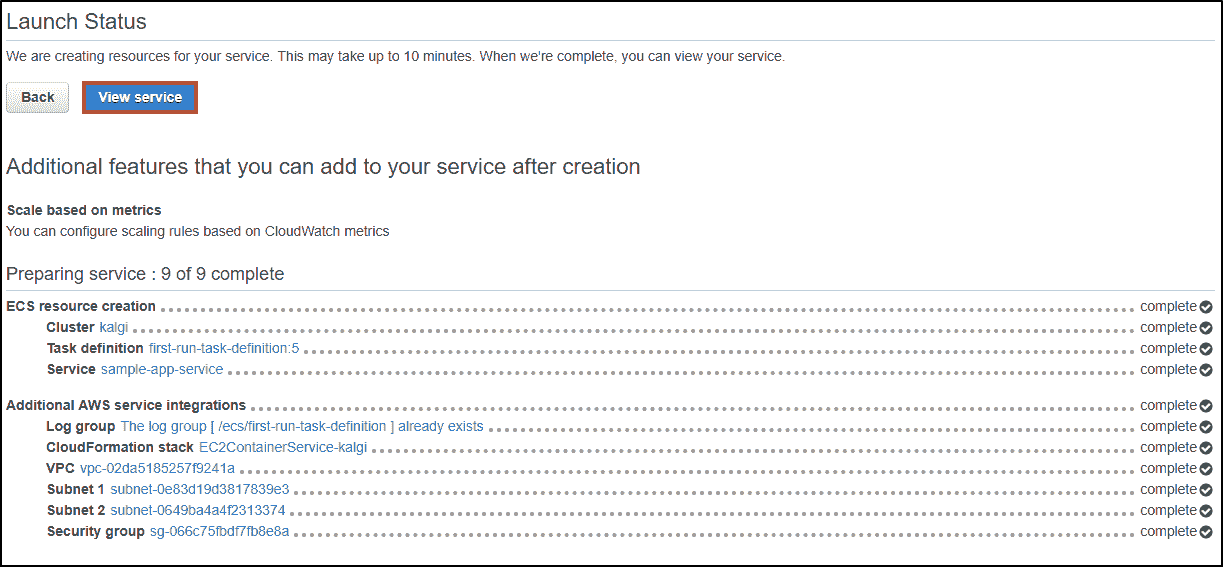 Launch Status
We are creating resources for your service. This may take up to 10 minutes. When we're complete, you can view your service.
Back View service
Additional features that you can add to your service after creation
Scale based on metrics
You can configure scaling rules based on CloudWatch metrics
Preparing service : 9 of 9 complete
ECS resource creation complete
Cluster kalgi complete
Task definition first-run-task-definition:5 complete
Service sample-app-service complete
Additional AWS service integrations complete
Log group The log group [ /ecs/first-run-task-definition ] already exists complete
CloudFormation stack EC2ContainerService-kalgi complete
VPC vpc-02da5185257f9241a complete
Subnet 1 subnet-0e83d19d3817839e3 complete
Subnet 2 subnet-0649ba4a4f2313374 complete
Security group sg-066c75fbdf7fb8e8a complete